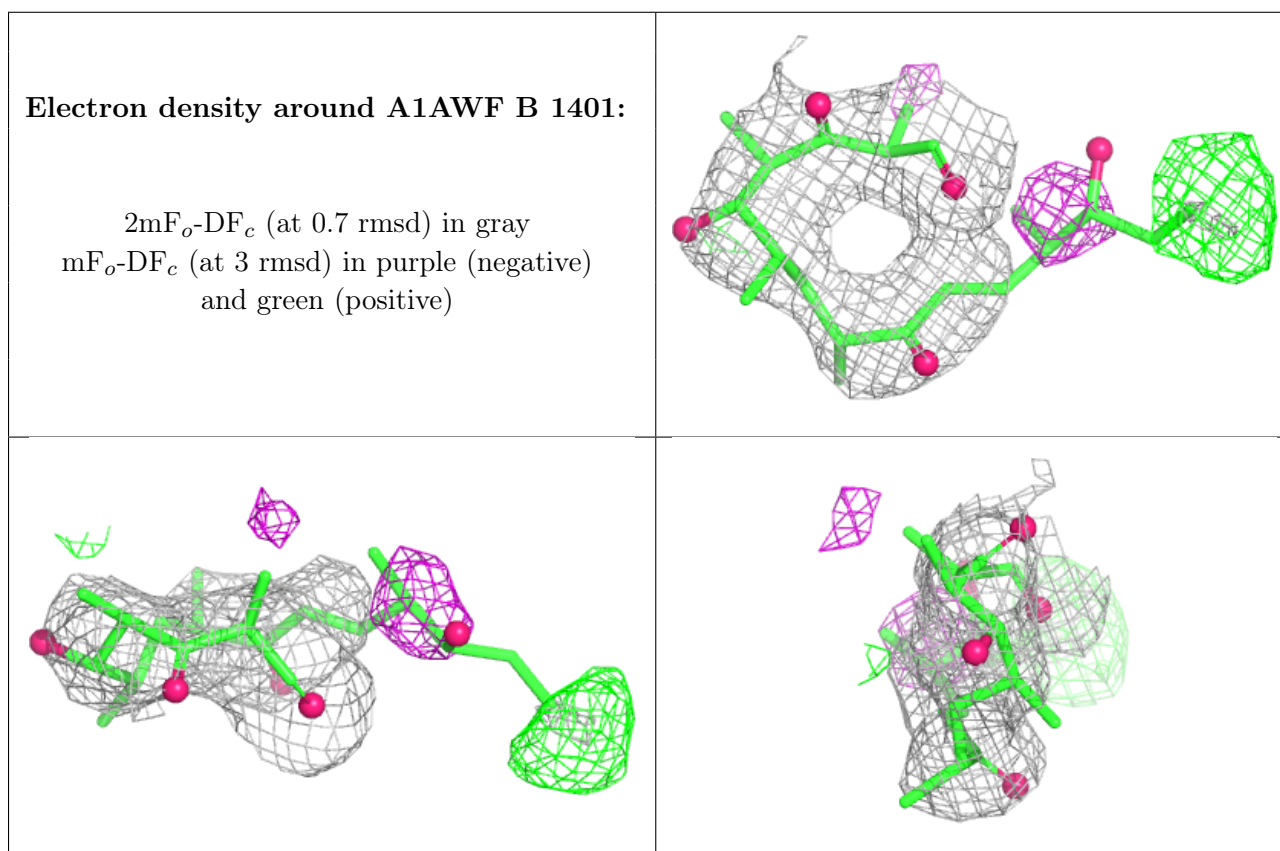 Electron density around A1AWF B 1401:
2mFo-DFc (at 0.7 rmsd) in gray
mFo-DFc (at 3 rmsd) in purple (negative)
and green (positive)